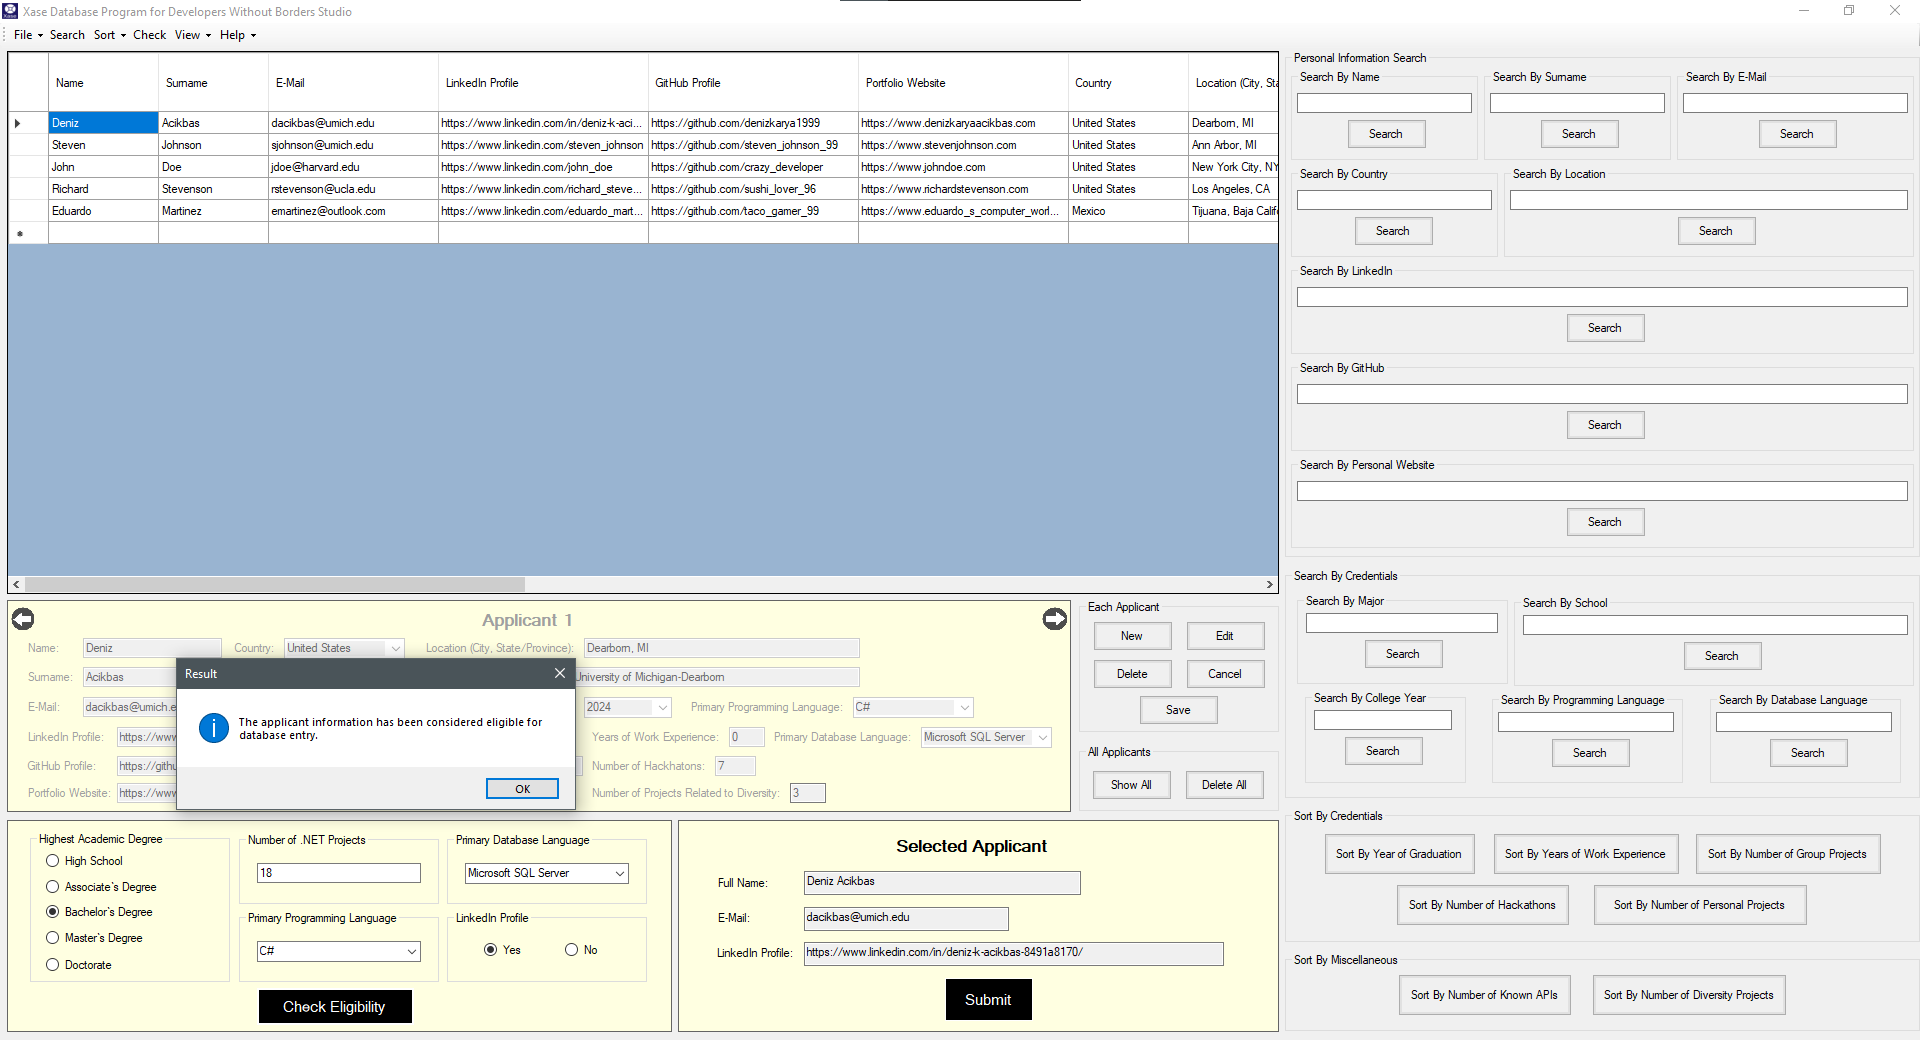 Xase Database Program for Developers Without Borders Studio
File Search Sort Check View Help
Name Surname E-Mail LinkedIn Profile GitHub Profile Portfolio Website Country Location (City, Sta
Deniz Acikbas dacikbas@umich.edu https://www.linkedin.com/in/deniz-k-aci... https://github.com/denizkarya1999 https://www.denizkaryaacikbas.com United States Dearborn, MI
Steven Johnson sjohnson@umich.edu https://www.linkedin.com/steven_johnson https://github.com/steven_johnson_99 https://www.stevenjohnson.com United States Ann Arbor, MI
John Doe jdoe@harvard.edu https://www.linkedin.com/john_doe https://github.com/crazy_developer https://www.johndoe.com United States New York City, NY
Richard Stevenson rstevenson@ucla.edu https://www.linkedin.com/richard_steve... https://github.com/sushi_lover_96 https://www.richardstevenson.com United States Los Angeles, CA
Eduardo Martinez emartinez@outlook.com https://www.linkedin.com/eduardo_mart... https://github.com/taco_gamer_99 https://www.eduardo_s_computer_worl... Mexico Tijuana, Baja Calif
Applicant 1
Name: Deniz Country: United States Location (City, State/Province): Dearborn, MI
Surname: Acikbas University of Michigan-Dearborn
E-Mail: dacikbas@umich.e 2024 Primary Programming Language: C#
LinkedIn Profile: https://www Years of Work Experience: 0 Primary Database Language: Microsoft SQL Server
GitHub Profile: https://githu Number of Hackhatons: 7
Portfolio Website: https://www Number of Projects Related to Diversity: 3
Result
The applicant information has been considered eligible for
database entry.
OK
Each Applicant
New Edit
Delete Cancel
Save
All Applicants
Show All Delete All
Highest Academic Degree
High School
Associate's Degree
Bachelor's Degree
Master's Degree
Doctorate
Number of .NET Projects
18
Primary Database Language
Microsoft SQL Server
Primary Programming Language
C#
LinkedIn Profile
Yes No
Check Eligibility
Selected Applicant
Full Name: Deniz Acikbas
E-Mail: dacikbas@umich.edu
LinkedIn Profile: https://www.linkedin.com/in/deniz-k-acikbas-8491a8170/
Submit
Personal Information Search
Search By Name Search By Surname Search By E-Mail
Search Search Search
Search By Country Search By Location
Search Search
Search By LinkedIn
Search
Search By GitHub
Search
Search By Personal Website
Search
Search By Credentials
Search By Major Search By School
Search Search
Search By College Year Search By Programming Language Search By Database Language
Search Search Search
Sort By Credentials
Sort By Year of Graduation Sort By Years of Work Experience Sort By Number of Group Projects
Sort By Number of Hackathons Sort By Number of Personal Projects
Sort By Miscellaneous
Sort By Number of Known APIs Sort By Number of Diversity Projects